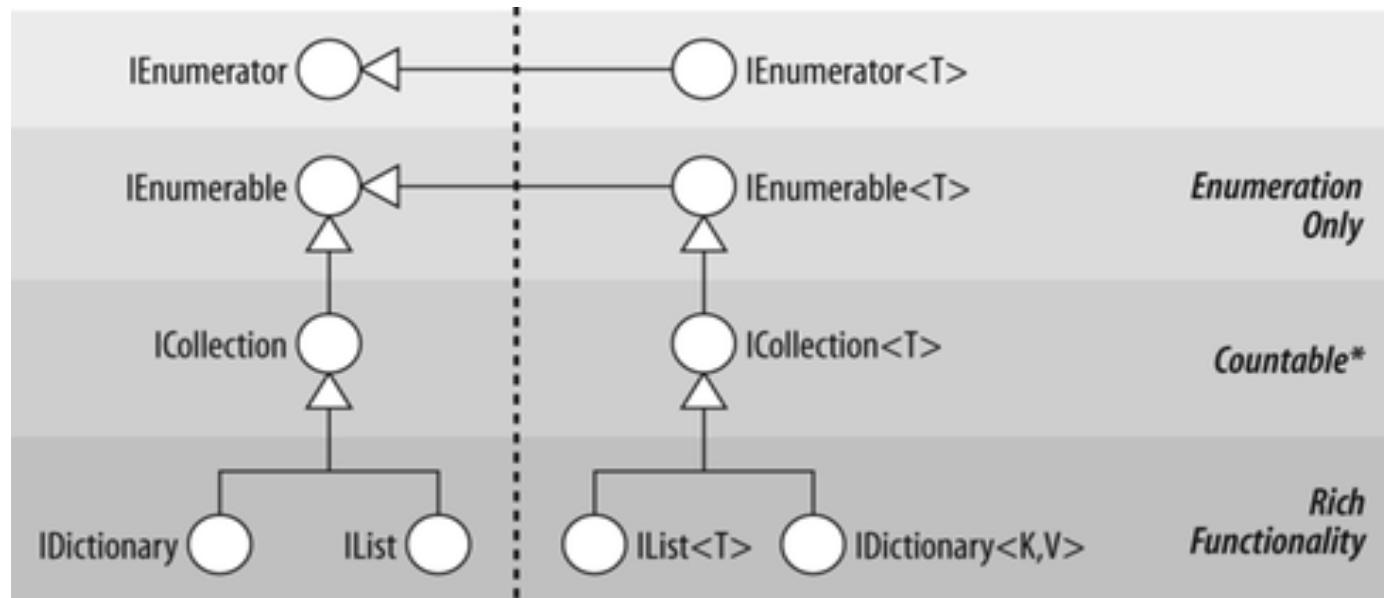 IEnumerator IEnumerator<T>
IEnumerable IEnumerable<T> Enumeration
Only
ICollection ICollection<T> Countable*
Rich
IDictionary IList IList<T> IDictionary<K,V> Functionality